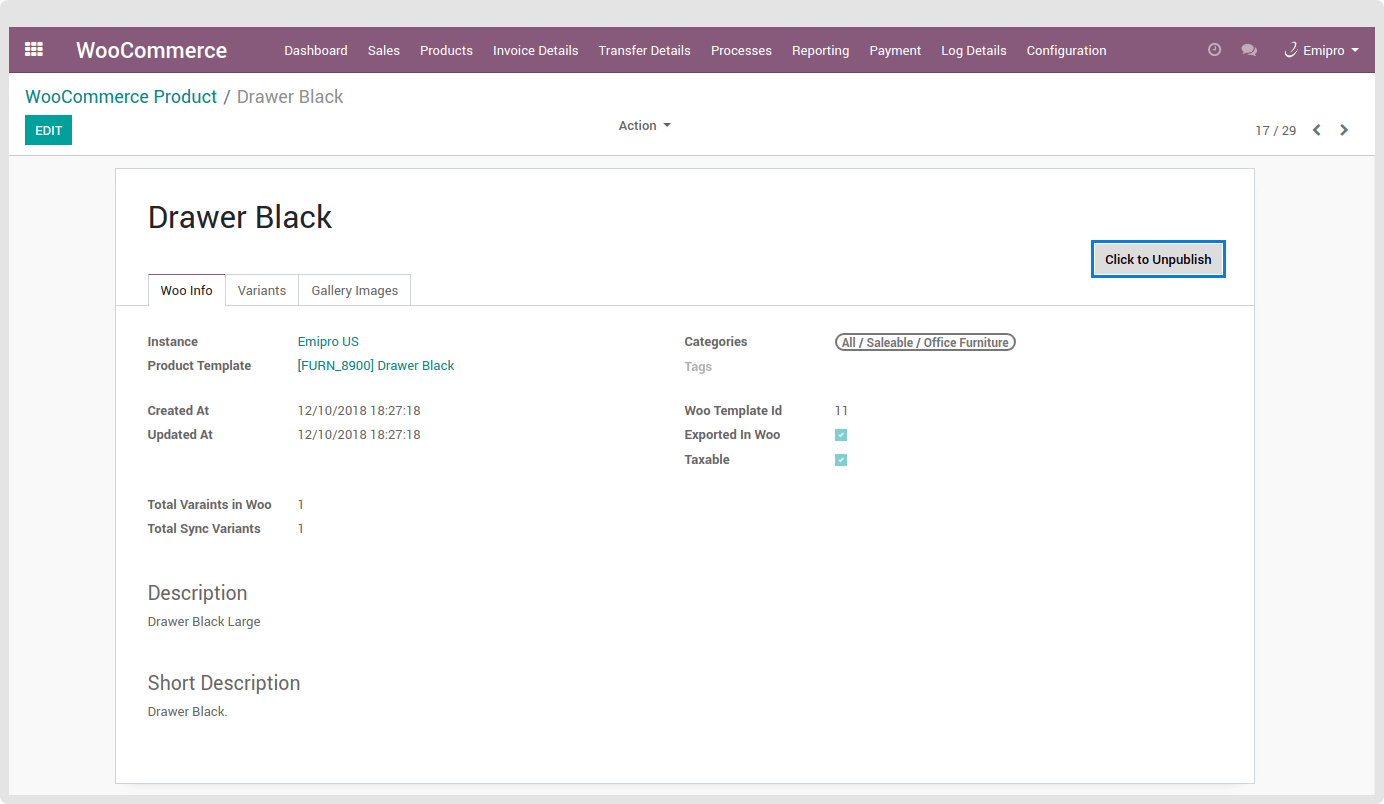 WooCommerce Dashboard Sales Products Invoice Details Transfer Details Processes Reporting Payment Log Details Configuration Emipro
WooCommerce Product / Drawer Black
EDIT Action 17 / 29
Drawer Black
Click to Unpublish
Woo Info Variants Gallery Images
Instance Emipro US Categories All / Saleable / Office Furniture
Product Template [FURN_8900] Drawer Black Tags
Created At 12/10/2018 18:27:18 Woo Template Id 11
Updated At 12/10/2018 18:27:18 Exported In Woo
Taxable
Total Varaints in Woo 1
Total Sync Variants 1
Description
Drawer Black Large
Short Description
Drawer Black.